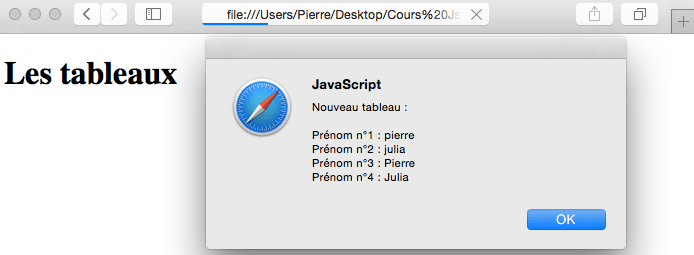 file:///Users/Pierre/Desktop/Cours%20Js
Les tableaux
JavaScript
Nouveau tableau :
Prénom n°1 : pierre
Prénom n°2 : julia
Prénom n°3 : Pierre
Prénom n°4 : Julia
OK